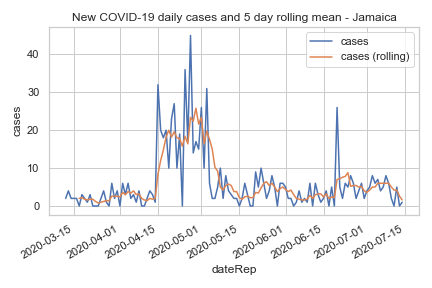 New COVID-19 daily cases and 5 day rolling mean - Jamaica
cases
cases (rolling)
40
30
20
10
0
cases
2020-03-15
2020-04-01
2020-04-15
2020-05-01
2020-05-15
2020-06-01
2020-06-15
2020-07-01
2020-07-15
dateRep